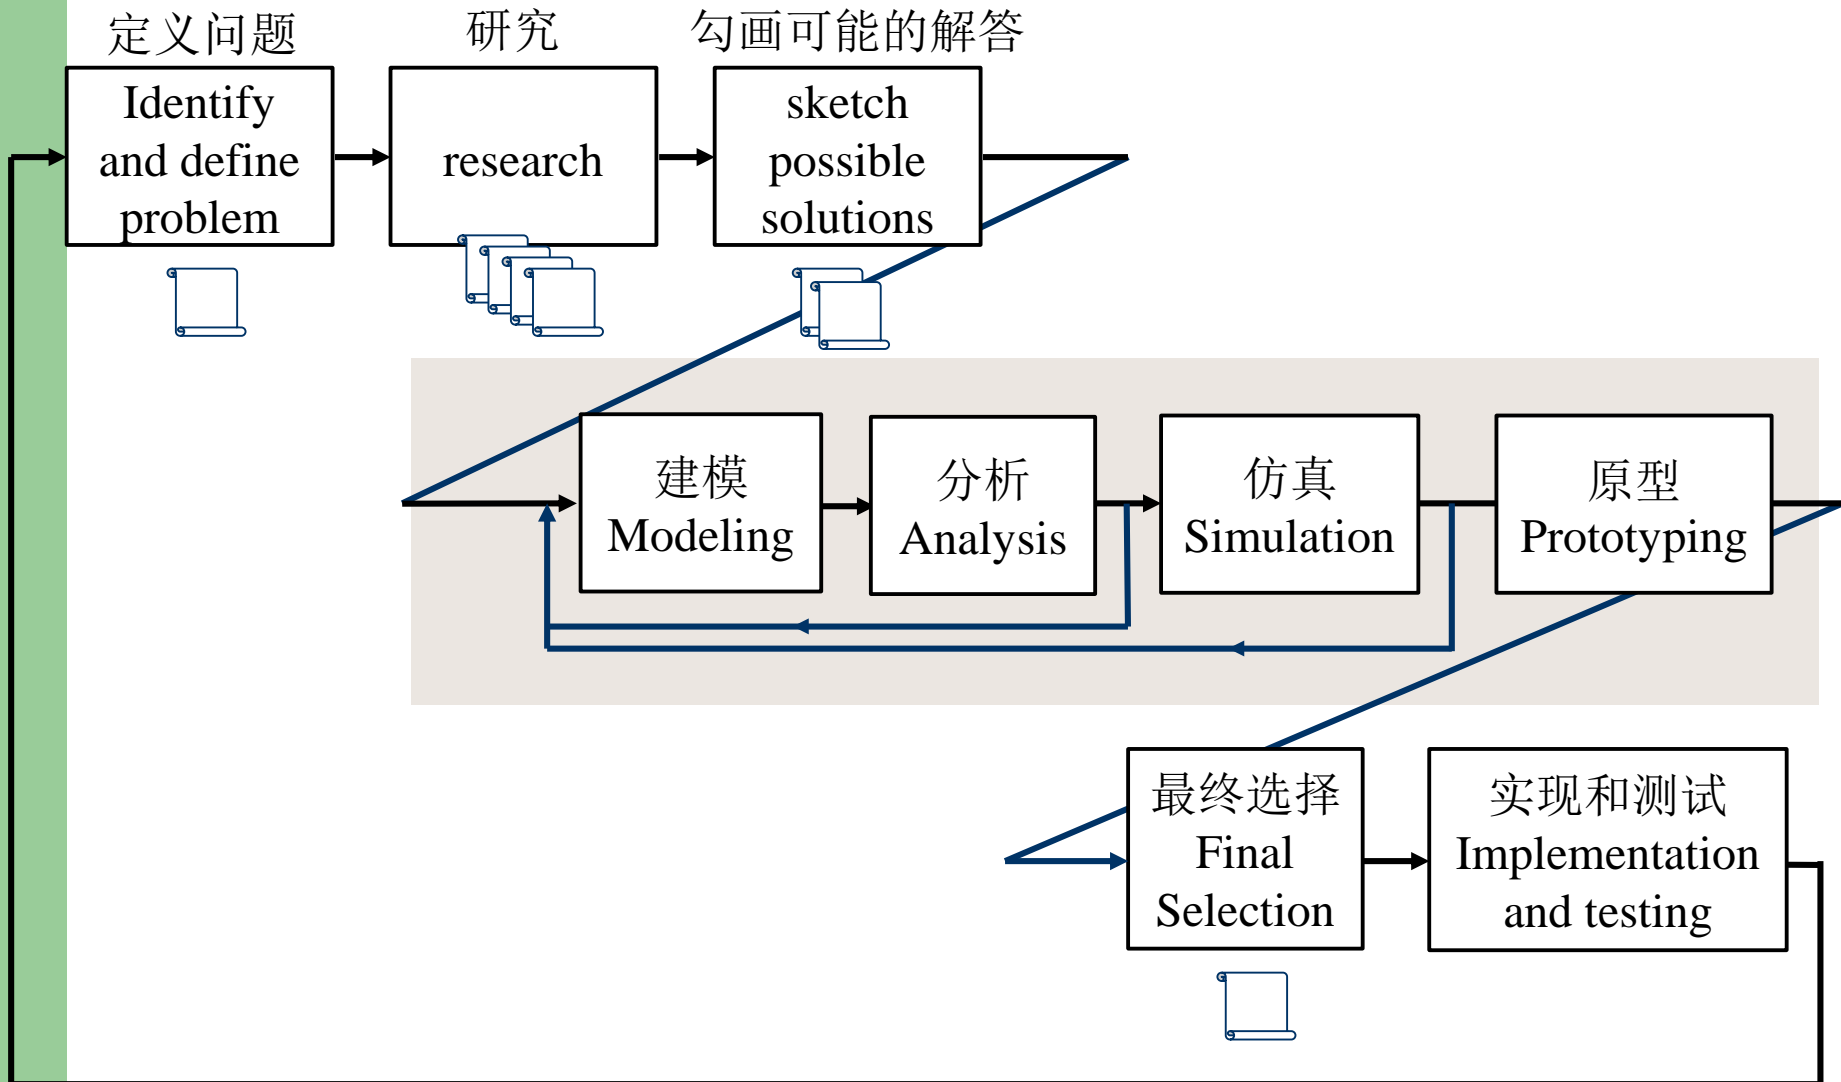 定义问题
研究
勾画可能的解答
Identify
and define
problem
research
sketch
possible
solutions
建模
Modeling
分析
Analysis
仿真
Simulation
原型
Prototyping
最终选择
Final
Selection
实现和测试
Implementation
and testing